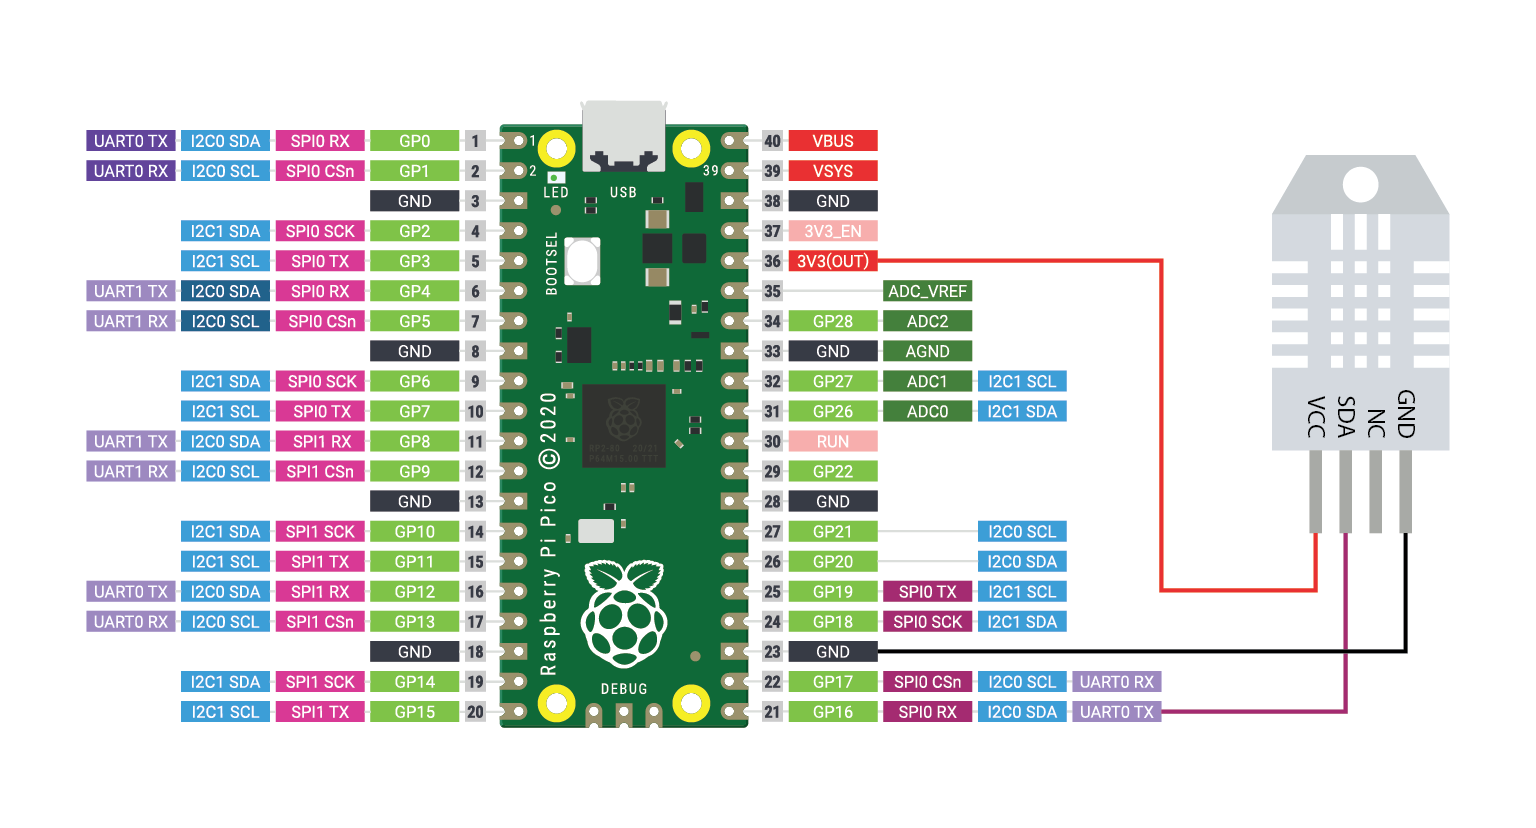 UART0 TX I2C0 SDA SPI0 RX GP0 1 1 40 VBUS
UART0 RX I2C0 SCL SPI0 CSn GP1 2 2 39 39 VSYS
LED USB
GND 3 38 GND
I2C1 SDA SPI0 SCK GP2 4 37 3V3_EN
I2C1 SCL SPI0 TX GP3 5 36 3V3(OUT)
BOOTSEL
UART1 TX I2C0 SDA SPI0 RX GP4 6 35 ADC_VREF
UART1 RX I2C0 SCL SPI0 CSn GP5 7 34 GP28 ADC2
GND 8 33 GND AGND
I2C1 SDA SPI0 SCK GP6 9 32 GP27 ADC1 I2C1 SCL
I2C1 SCL SPI0 TX GP7 10 31 GP26 ADC0 I2C1 SDA
VCC
SDA
NC
GND
UART1 TX I2C0 SDA SPI1 RX GP8 11 30 RUN
UART1 RX I2C0 SCL SPI1 CSn GP9 12 29 GP22
GND 13 28 GND
I2C1 SDA SPI1 SCK GP10 14 27 GP21 I2C0 SCL
I2C1 SCL SPI1 TX GP11 15 26 GP20 I2C0 SDA
Raspberry Pi Pico © 2020
UART0 TX I2C0 SDA SPI1 RX GP12 16 25 GP19 SPI0 TX I2C1 SCL
UART0 RX I2C0 SCL SPI1 CSn GP13 17 24 GP18 SPI0 SCK I2C1 SDA
GND 18 23 GND
I2C1 SDA SPI1 SCK GP14 19 22 GP17 SPI0 CSn I2C0 SCL UART0 RX
DEBUG
I2C1 SCL SPI1 TX GP15 20 21 GP16 SPI0 RX I2C0 SDA UART0 TX